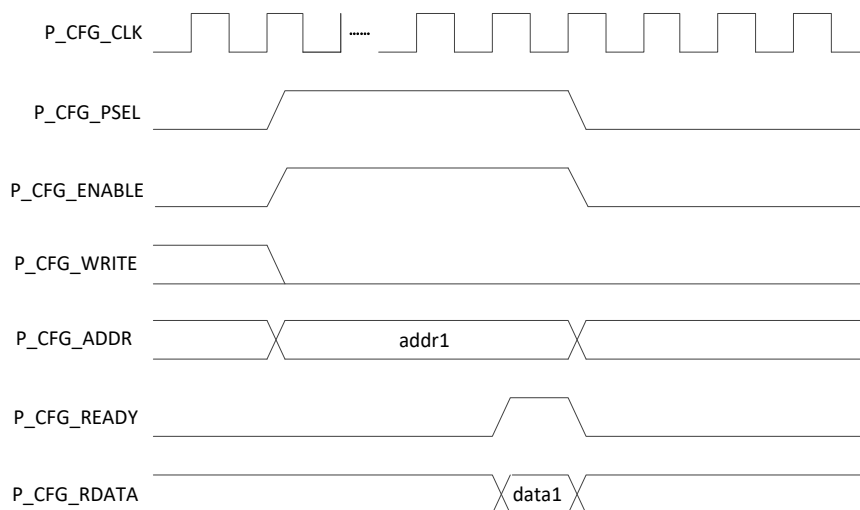 P_CFG_CLK
......
P_CFG_PSEL
P_CFG_ENABLE
P_CFG_WRITE
P_CFG_ADDR
addr1
P_CFG_READY
P_CFG_RDATA
data1